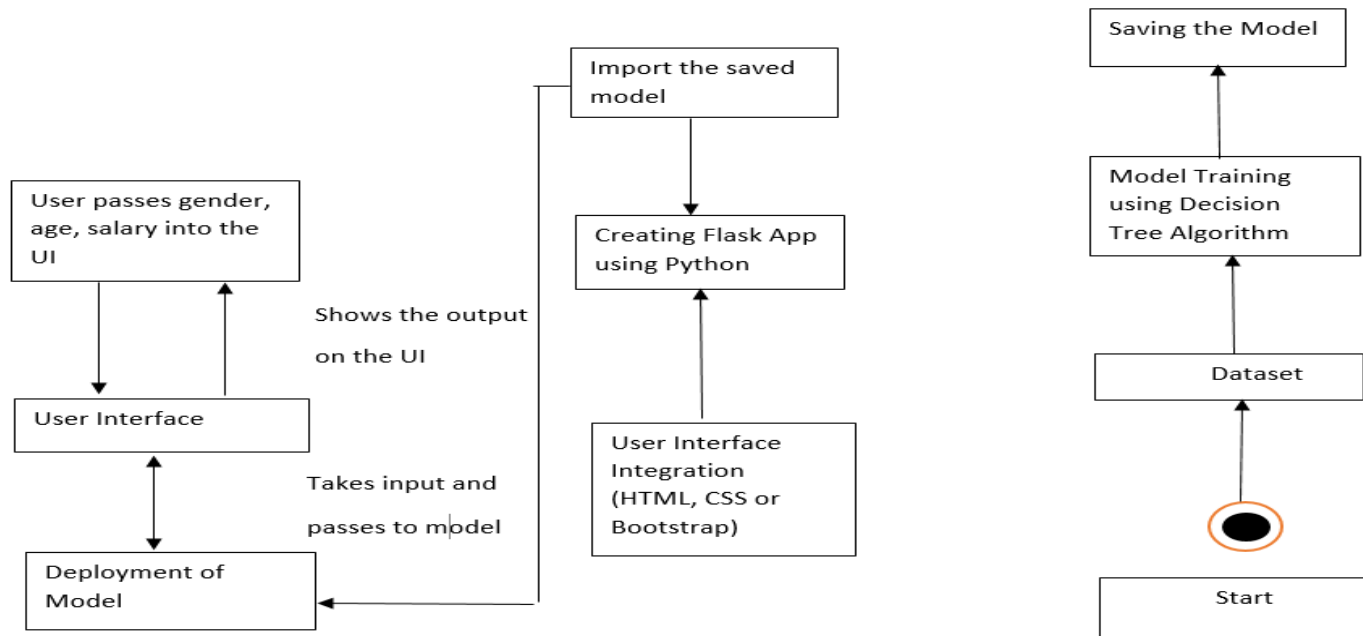 Saving the Model
Import the saved
model
Model Training
using Decision
Tree Algorithm
User passes gender,
age, salary into the
UI
Creating Flask App
using Python
Shows the output
on the UI
Dataset
User Interface
User Interface
Integration
(HTML, CSS or
Bootstrap)
Takes input and
passes to model
Deployment of
Model
Start